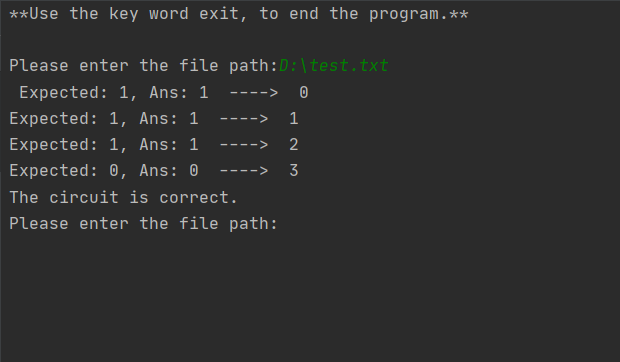 **Use the key word exit, to end the program.**
Please enter the file path:D:\test.txt
Expected: 1, Ans: 1  ---->  0
Expected: 1, Ans: 1  ---->  1
Expected: 1, Ans: 1  ---->  2
Expected: 0, Ans: 0  ---->  3
The circuit is correct.
Please enter the file path: